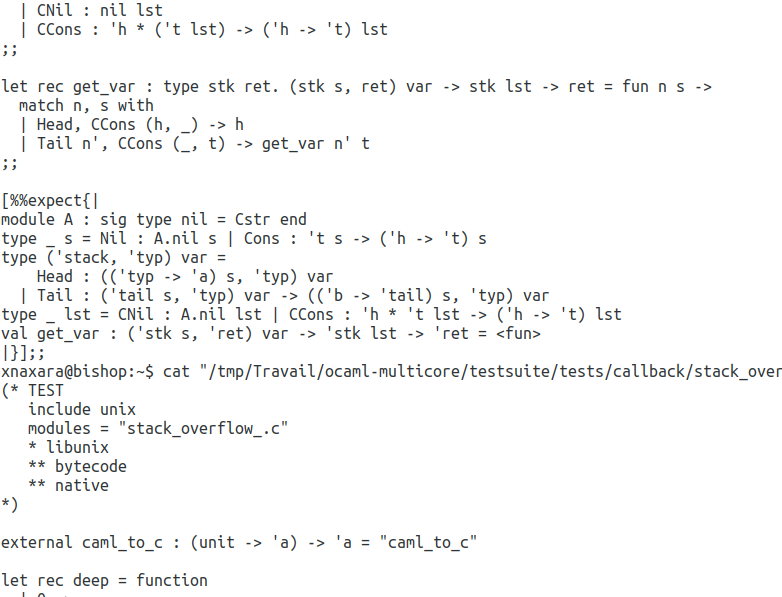 | CNil : nil lst
| CCons : 'h * ('t lst) -> ('h -> 't) lst
;;
let rec get_var : type stk ret. (stk s, ret) var -> stk lst -> ret = fun n s ->
match n, s with
| Head, CCons (h, _) -> h
| Tail n', CCons (_, t) -> get_var n' t
;;
[%%expect{|
module A : sig type nil = Cstr end
type _ s = Nil : A.nil s | Cons : 't s -> ('h -> 't) s
type ('stack, 'typ) var =
Head : (('typ -> 'a) s, 'typ) var
| Tail : ('tail s, 'typ) var -> (('b -> 'tail) s, 'typ) var
type _ lst = CNil : A.nil lst | CCons : 'h * 't lst -> ('h -> 't) lst
val get_var : ('stk s, 'ret) var -> 'stk lst -> 'ret = <fun>
|}];;
xnaxara@bishop:~$ cat "/tmp/Travail/ocaml-multicore/testsuite/tests/callback/stack_over
(* TEST
include unix
modules = "stack_overflow_.c"
* libunix
** bytecode
** native
*)
external caml_to_c : (unit -> 'a) -> 'a = "caml_to_c"
let rec deep = function